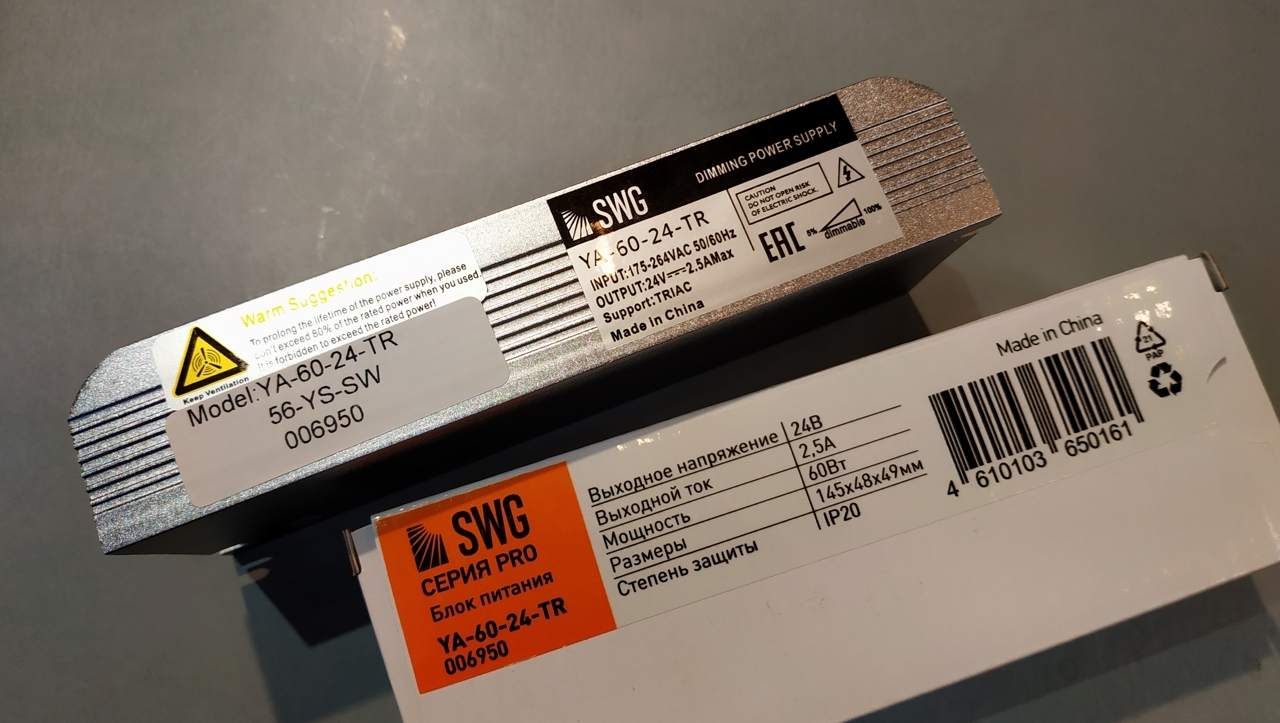 SWG
DIMMING POWER SUPPLY
YA-60-24-TR
INPUT:175-264VAC 50/60Hz
OUTPUT:24V⎓2.5AMax
Support:TRIAC
Made In China
CAUTION
DO NOT OPEN RISK
OF ELECTRIC SHOCK.
EAC
5% dimmable 100%
Warm Suggestion:
To prolong the lifetime of the power supply, please
don't exceed 80% of the rated power when you used.
It is forbidden to exceed the rated power!
Keep Ventilation
Model:YA-60-24-TR
56-YS-SW
006950
SWG
СЕРИЯ PRO
Блок питания
YA-60-24-TR
006950
Выходное напряжение 24В
Выходной ток 2,5А
Мощность 60Вт
Размеры 145х48х49мм
Степень защиты IP20
Made in China
4 610103 650161
21
PAP